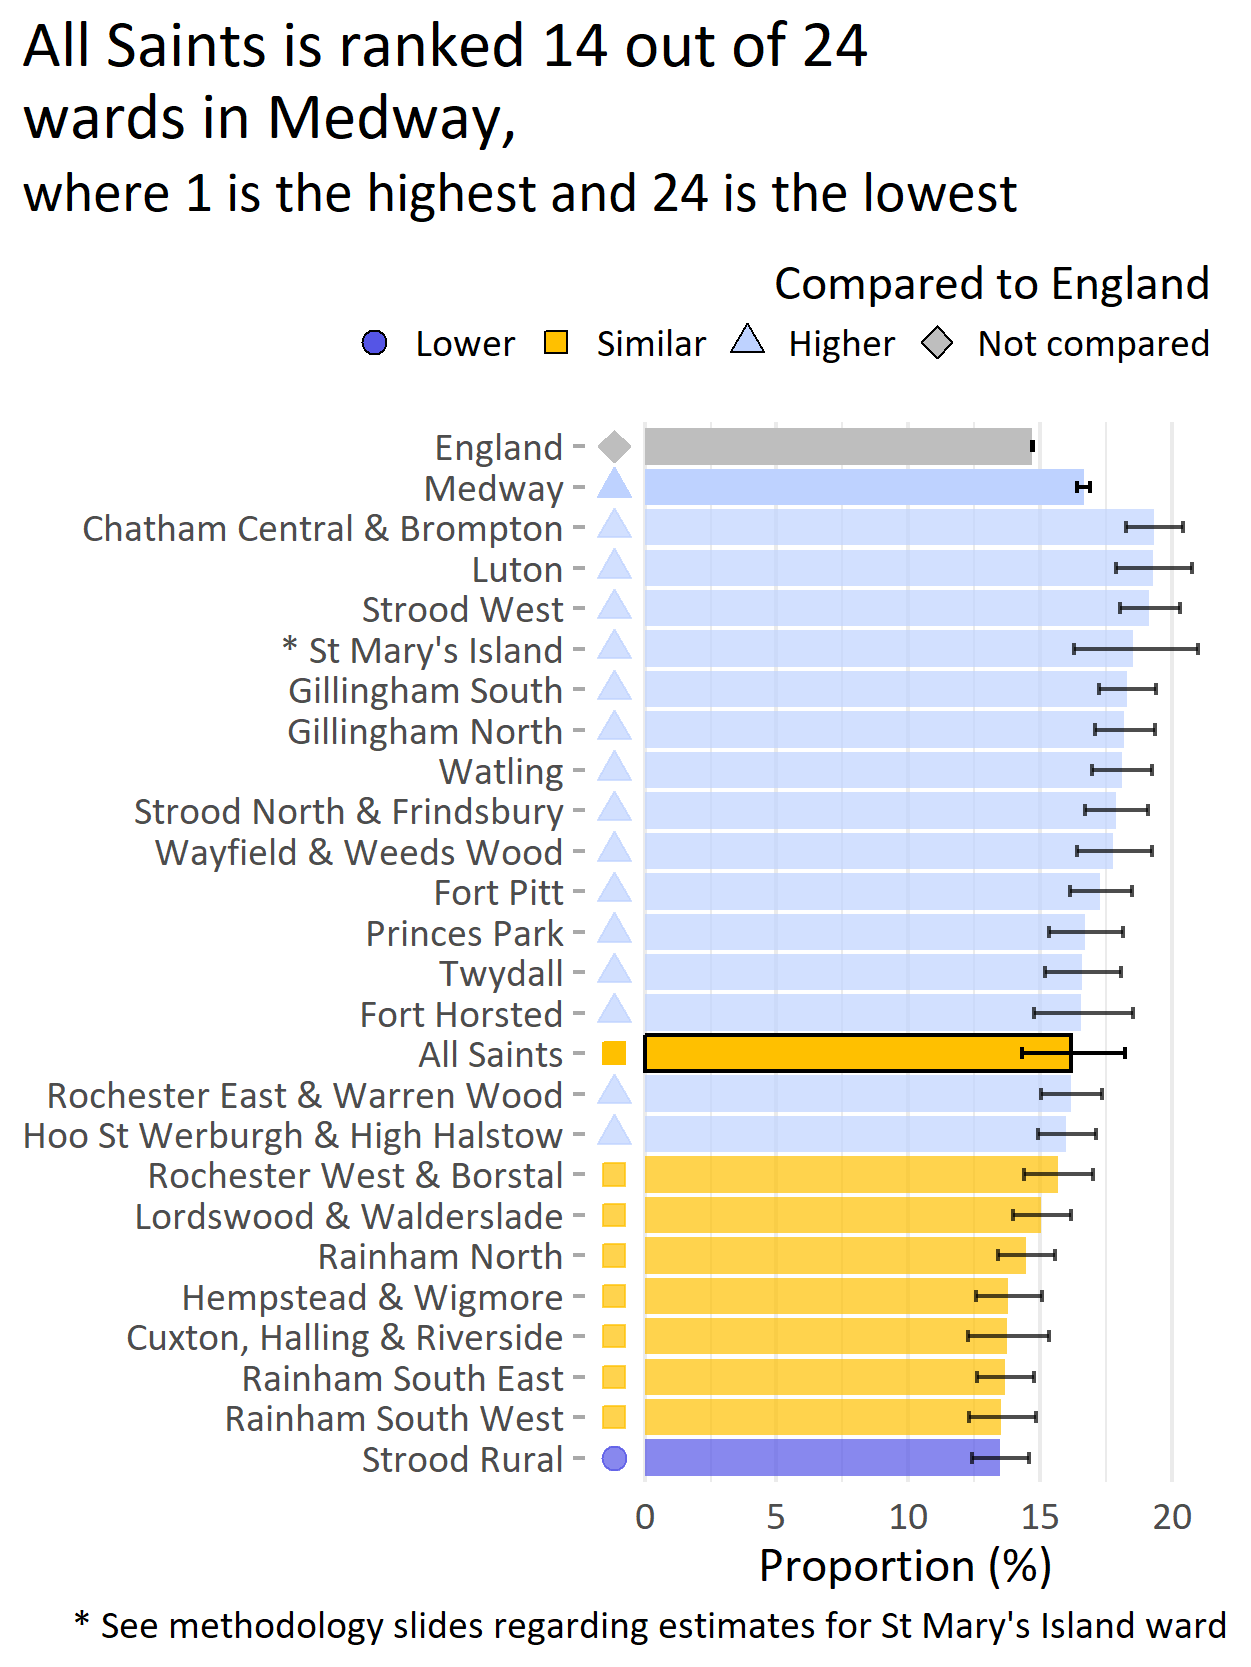 All Saints is ranked 14 out of 24
wards in Medway,
where 1 is the highest and 24 is the lowest
Compared to England
Lower Similar Higher Not compared
England
Medway
Chatham Central & Brompton
Luton
Strood West
* St Mary's Island
Gillingham South
Gillingham North
Watling
Strood North & Frindsbury
Wayfield & Weeds Wood
Fort Pitt
Princes Park
Twydall
Fort Horsted
All Saints
Rochester East & Warren Wood
Hoo St Werburgh & High Halstow
Rochester West & Borstal
Lordswood & Walderslade
Rainham North
Hempstead & Wigmore
Cuxton, Halling & Riverside
Rainham South East
Rainham South West
Strood Rural
0 5 10 15 20
Proportion (%)
* See methodology slides regarding estimates for St Mary's Island ward